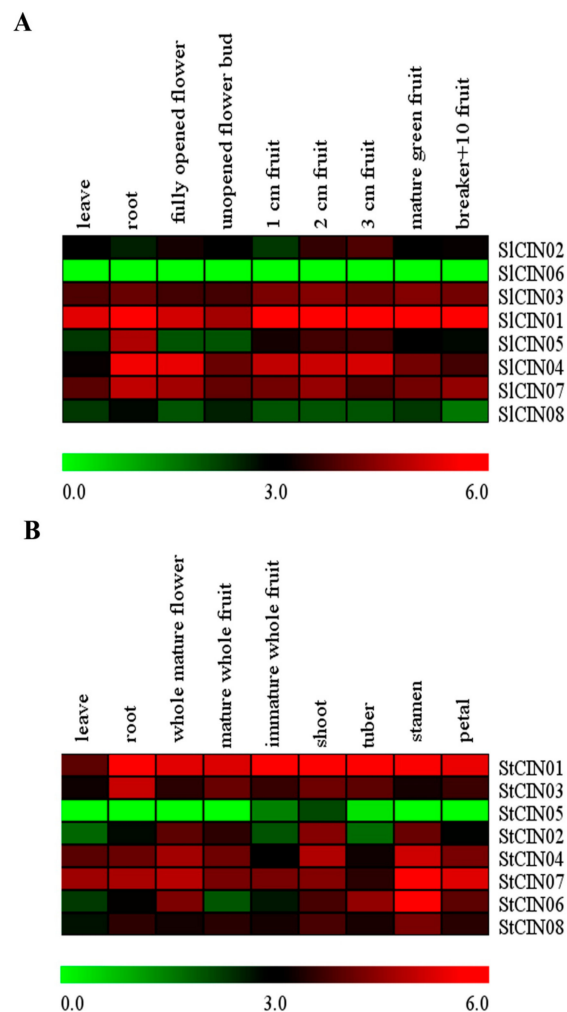 A
leave
root
fully opened flower
unopened flower bud
1 cm fruit
2 cm fruit
3 cm fruit
mature green fruit
breaker+10 fruit
SlCIN02
SlCIN06
SlCIN03
SlCIN01
SlCIN05
SlCIN04
SlCIN07
SlCIN08
0.0 3.0 6.0
B
leave
root
whole mature flower
mature whole fruit
immature whole fruit
shoot
tuber
stamen
petal
StCIN01
StCIN03
StCIN05
StCIN02
StCIN04
StCIN07
StCIN06
StCIN08
0.0 3.0 6.0